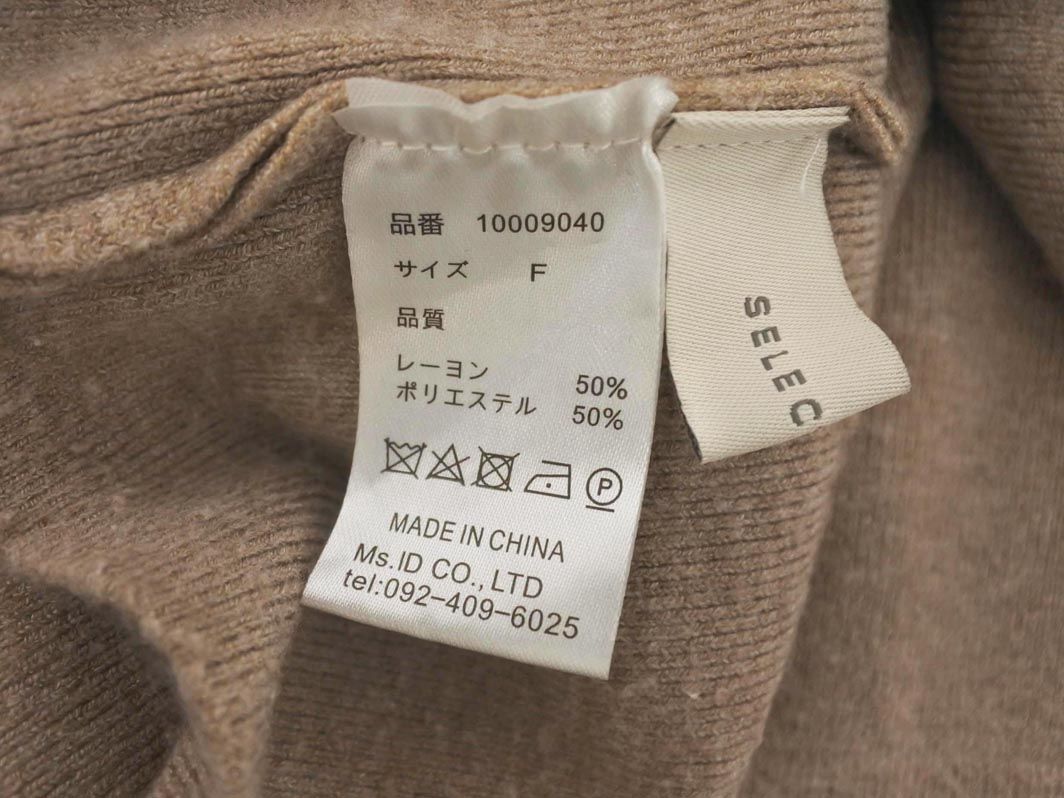 品番 10009040
サイズ F
品質
レーヨン 50%
ポリエステル 50%
P
MADE IN CHINA
Ms.ID CO.,LTD
tel:092-409-6025
SELEC